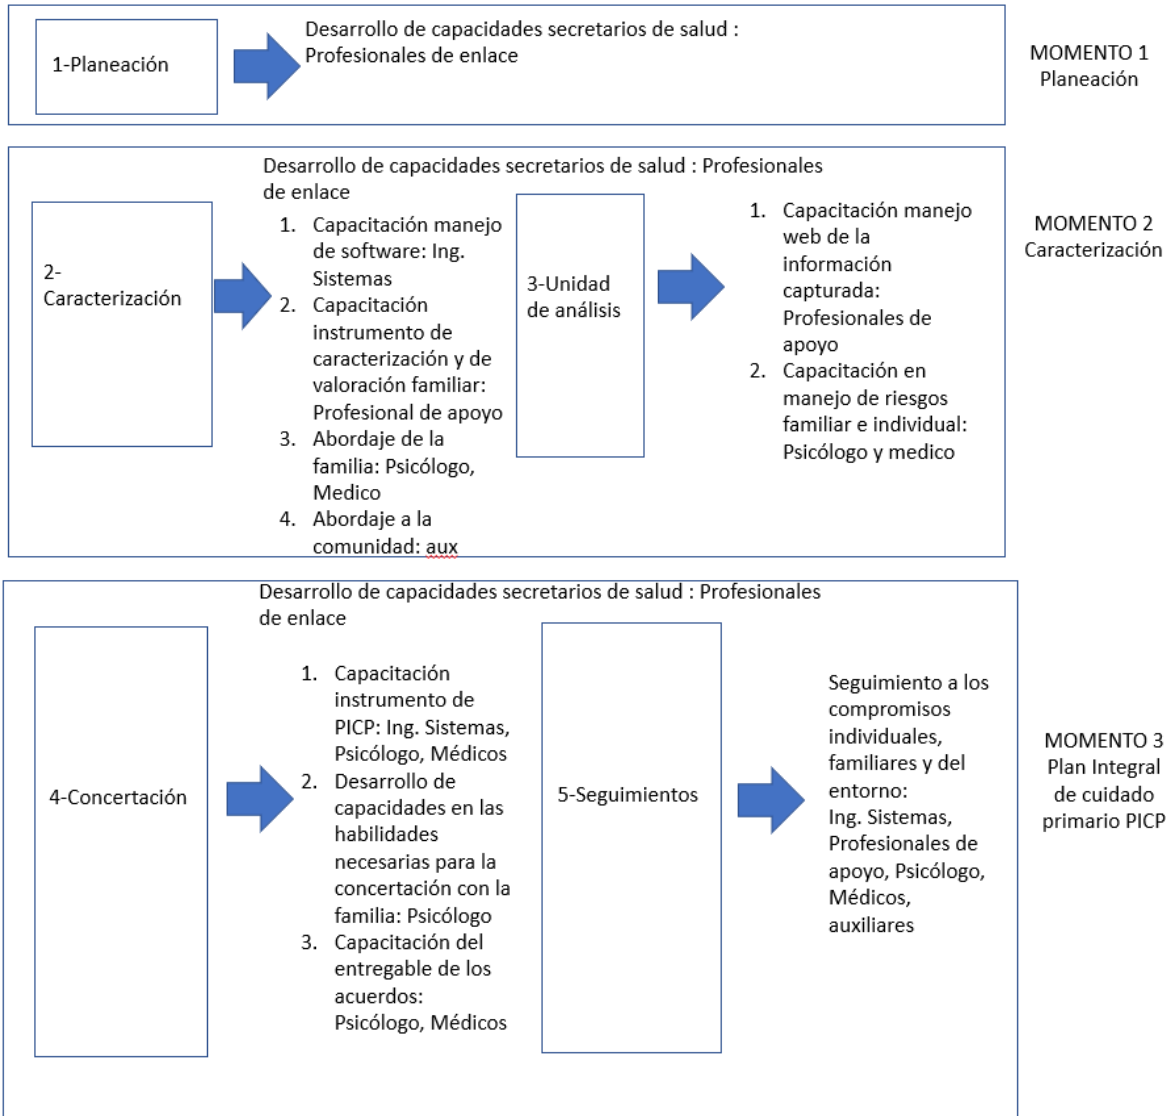 1-Planeación
Desarrollo de capacidades secretarios de salud :
Profesionales de enlace
MOMENTO 1
Planeación
Desarrollo de capacidades secretarios de salud : Profesionales
de enlace
2-
Caracterización
1. Capacitación manejo
de software: Ing.
Sistemas
2. Capacitación
instrumento de
caracterización y de
valoración familiar:
Profesional de apoyo
3. Abordaje de la
familia: Psicólogo,
Medico
4. Abordaje a la
comunidad: aux
3-Unidad
de análisis
1. Capacitación manejo
web de la
información
capturada:
Profesionales de
apoyo
2. Capacitación en
manejo de riesgos
familiar e individual:
Psicólogo y medico
MOMENTO 2
Caracterización
Desarrollo de capacidades secretarios de salud : Profesionales
de enlace
4-Concertación
1. Capacitación
instrumento de
PICP: Ing. Sistemas,
Psicólogo, Médicos
2. Desarrollo de
capacidades en las
habilidades
necesarias para la
concertación con la
familia: Psicólogo
3. Capacitación del
entregable de los
acuerdos:
Psicólogo, Médicos
5-Seguimientos
Seguimiento a los
compromisos
individuales,
familiares y del
entorno:
Ing. Sistemas,
Profesionales de
apoyo, Psicólogo,
Médicos,
auxiliares
MOMENTO 3
Plan Integral
de cuidado
primario PICP